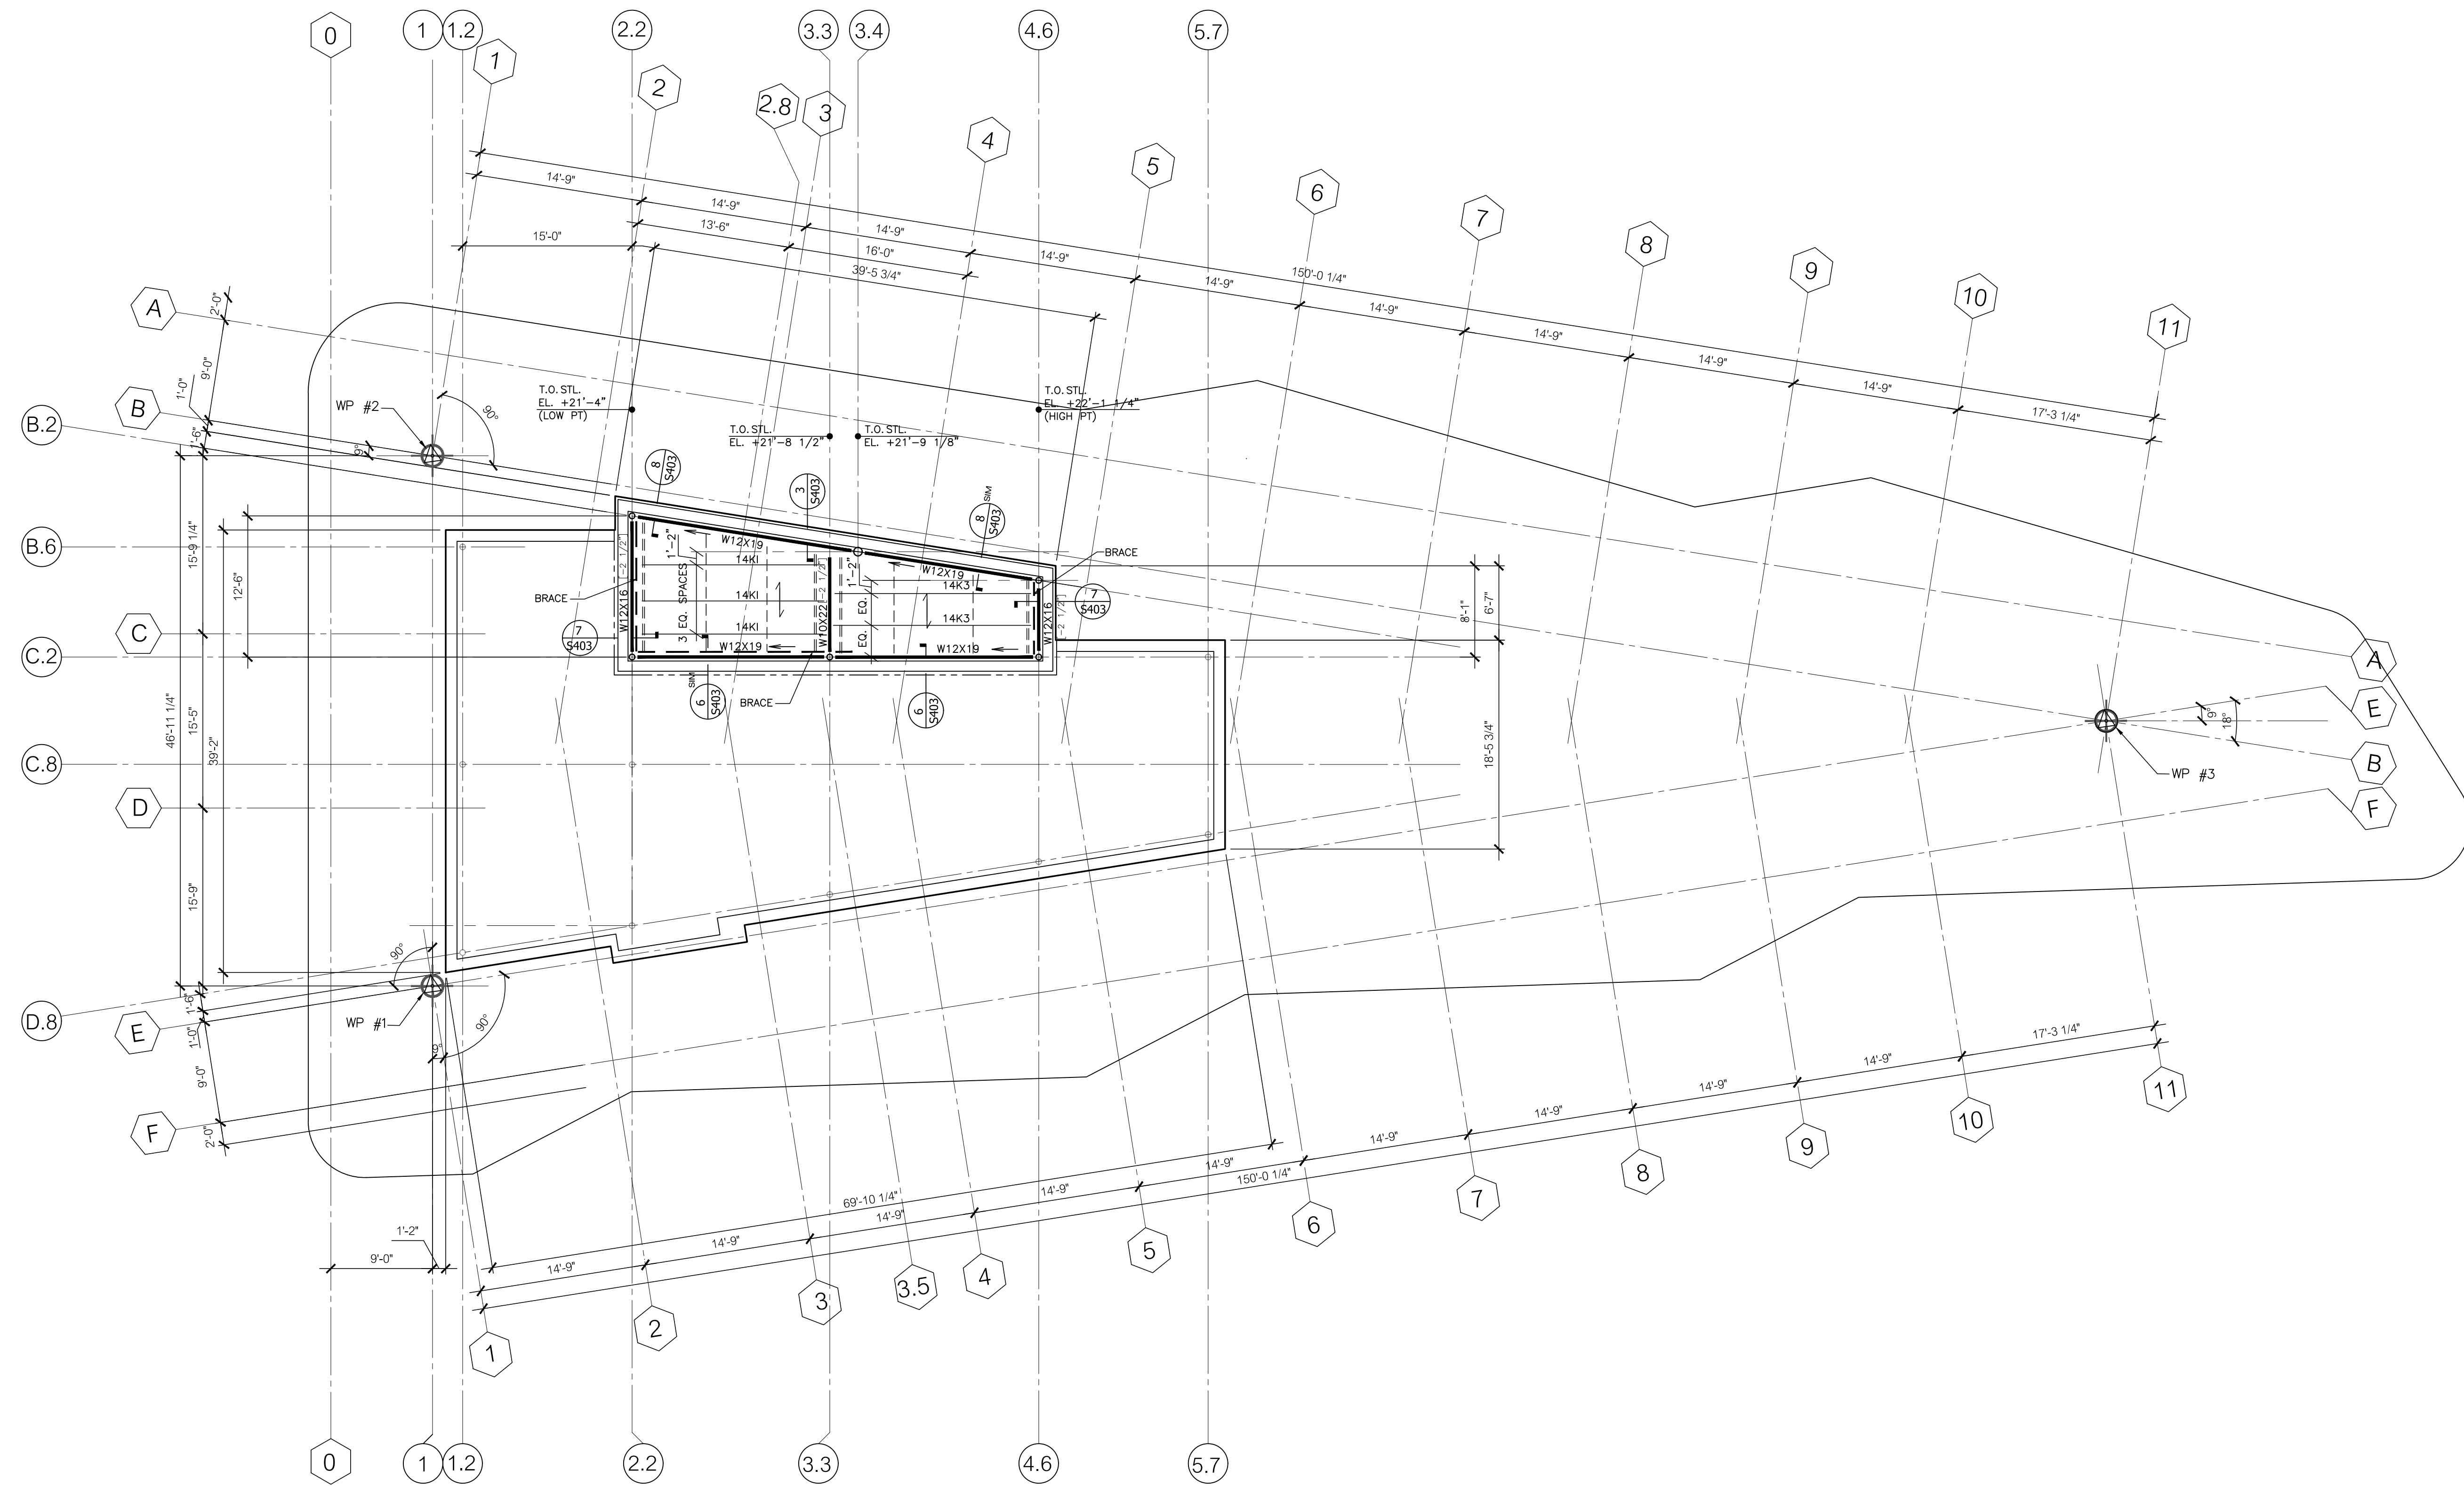 0
1
1.2
2.2
3.3
3.4
4.6
5.7
1
2
2.8
3
4
5
6
7
8
9
10
11
14'-9"
14'-9"
14'-9"
14'-9"
14'-9"
14'-9"
14'-9"
14'-9"
14'-9"
17'-3 1/4"
150'-0 1/4"
15'-0"
13'-6"
16'-0"
39'-5 3/4"
A
2'-0"
9'-0"
1'-0"
B
B.2
1'-6"
WP #2
9°
90°
T.O. STL.
EL. +21'-4"
(LOW PT)
T.O. STL.
EL. +21'-8 1/2"
T.O. STL.
EL. +21'-9 1/8"
T.O. STL.
EL. +22'-1 1/4"
(HIGH PT)
8
S403
3
S403
SIM
8
S403
B.6
15'-9 1/4"
12'-6"
1'-2"
W12X19
14KI
14KI
14KI
3 EQ. SPACES
W12X16
[-2 1/2"]
BRACE
W10X22
[-2 1/2"]
1'-2"
W12X19
14K3
14K3
EQ.
EQ.
W12X19
W12X19
W12X16
[-2 1/2"]
BRACE
7
S403
7
S403
SIM
6
S403
BRACE
6
S403
8'-1"
6'-7"
18'-5 3/4"
C
C.2
46'-11 1/4"
15'-5"
39'-2"
C.8
D
15'-9"
A
E
9°
18°
B
WP #3
F
90°
D.8
1'-6"
E
1'-0"
WP #1
90°
9°
9'-0"
F
2'-0"
1'-2"
9'-0"
69'-10 1/4"
14'-9"
14'-9"
14'-9"
14'-9"
14'-9"
14'-9"
14'-9"
14'-9"
14'-9"
17'-3 1/4"
150'-0 1/4"
1
2
3
3.5
4
5
6
7
8
9
10
11
0
1
1.2
2.2
3.3
4.6
5.7